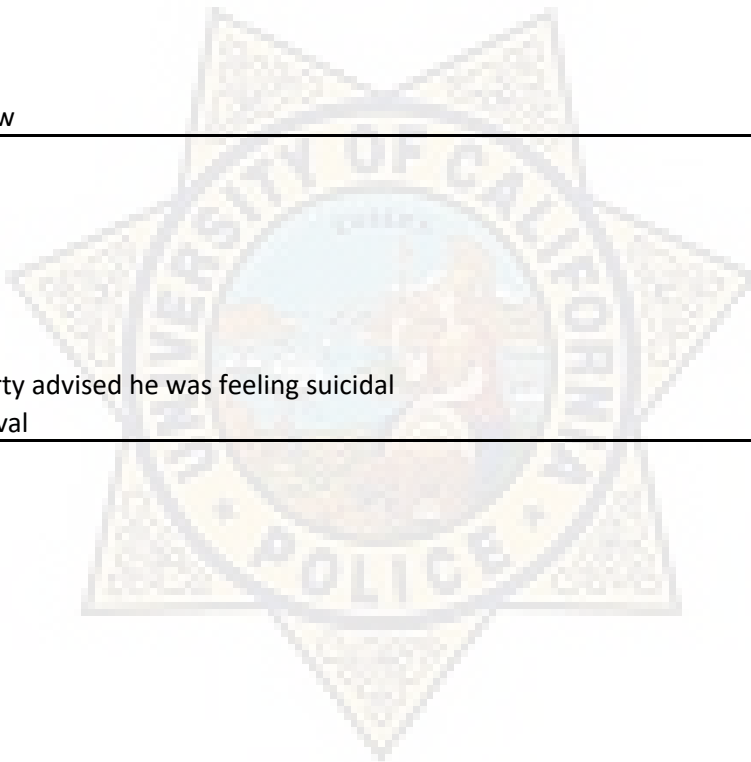 w
rty advised he was feeling suicidal
val
UNIVERSITY OF CALIFORNIA
POLICE